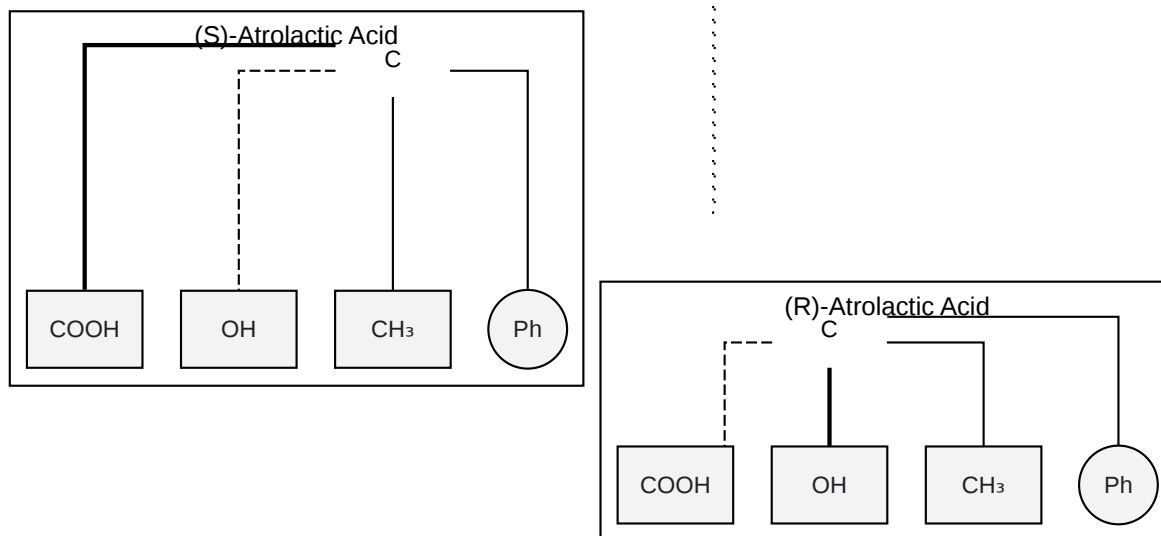 (S)-Atrolactic Acid
C
COOH
OH
CH₃
Ph
(R)-Atrolactic Acid
C
COOH
OH
CH₃
Ph